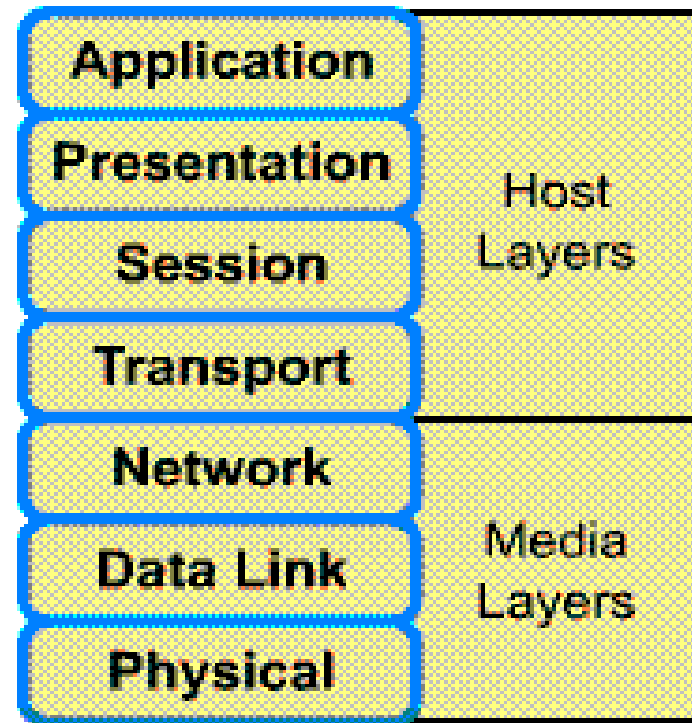 Application
Presentation
Session
Transport
Network
Data Link
Physical
Host
Layers
Media
Layers